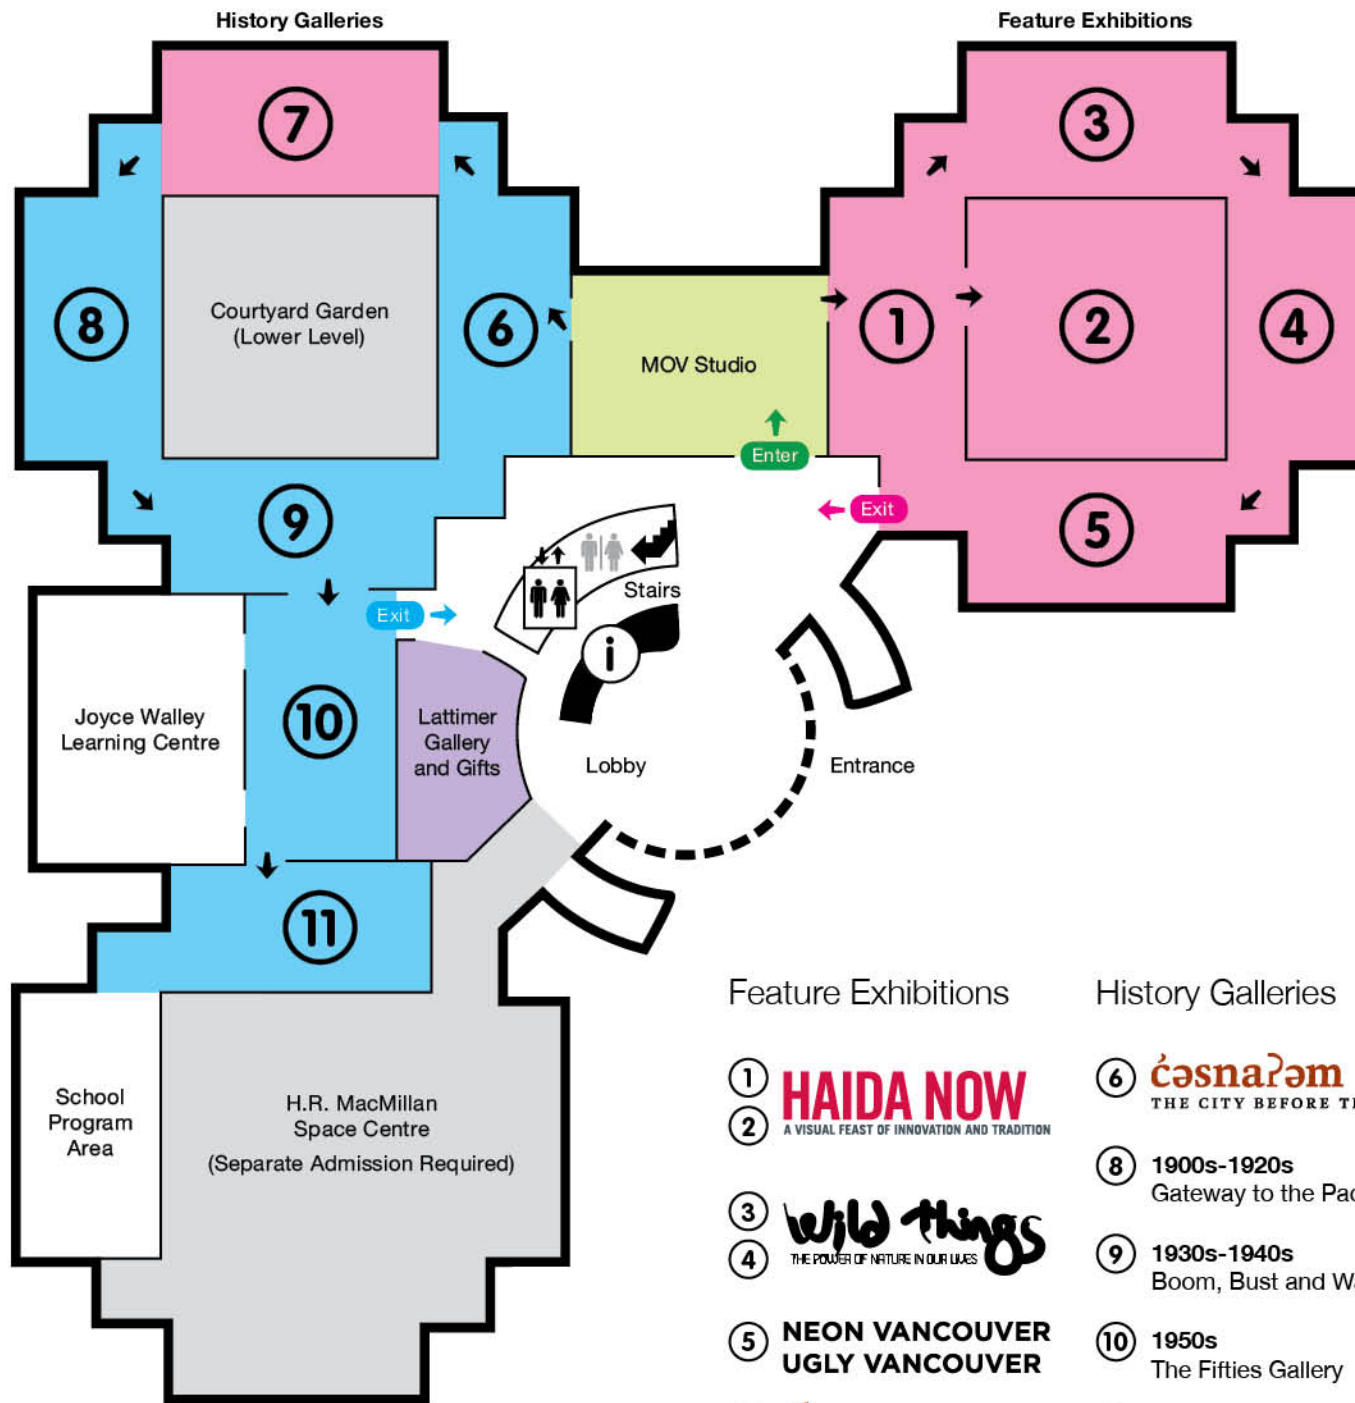 History Galleries
Feature Exhibitions
7
3
8
Courtyard Garden
(Lower Level)
6
MOV Studio
1
2
4
Enter
9
Exit
5
Stairs
Exit
i
Joyce Walley
Learning Centre
10
Lattimer
Gallery
and Gifts
Lobby
Entrance
11
School
Program
Area
H.R. MacMillan
Space Centre
(Separate Admission Required)
Feature Exhibitions
1
2
HAIDA NOW
A VISUAL FEAST OF INNOVATION AND TRADITION
3
4
Wild things
THE POWER OF NATURE IN OUR LIVES
5
NEON VANCOUVER
UGLY VANCOUVER
History Galleries
6
c̓əsnaʔəm
THE CITY BEFORE
8
1900s-1920s
Gateway to the
9
1930s-1940s
Boom, Bust and
10
1950s
The Fifties Gallery